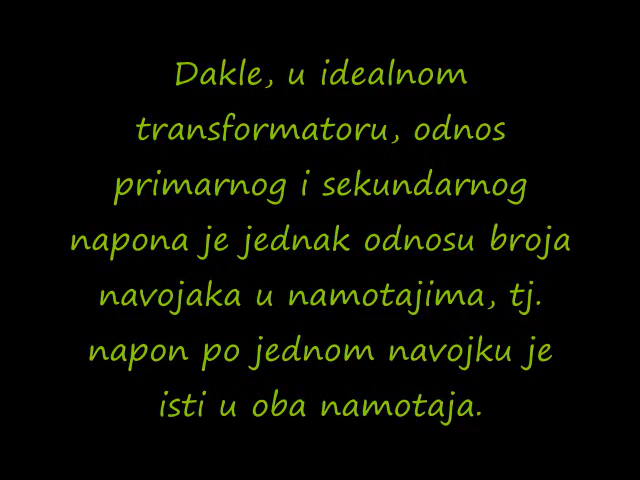 Dakle, u idealnom
transformatoru, odnos
primarnog i sekundarnog
napona je jednak odnosu broja
navojaka u namotajima, tj.
napon po jednom navojku je
isti u oba namotaja.